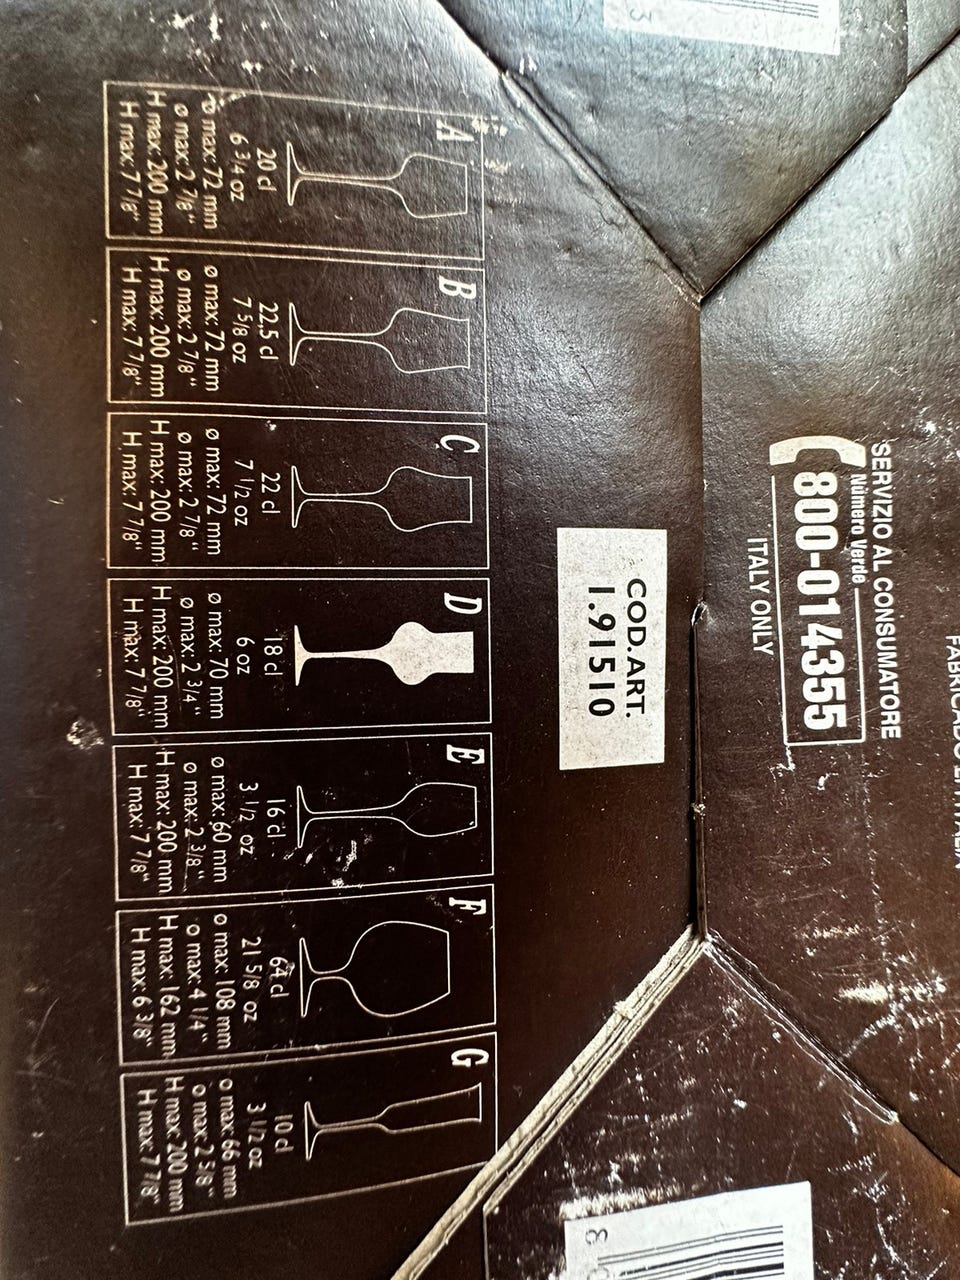 SERVIZIO AL CONSUMATORE
Numero Verde
800-014355
ITALY ONLY
COD.ART.
1.91510
A
20 cl
6 3/4 oz
ø max: 72 mm
ø max: 2 7/8"
H max: 200 mm
H max: 7 7/8"
B
22,5 cl
7 5/8 oz
ø max: 72 mm
ø max: 2 7/8"
H max: 200 mm
H max: 7 7/8"
C
22 cl
7 1/2 oz
ø max: 72 mm
ø max: 2 7/8"
H max: 200 mm
H max: 7 7/8"
D
18 cl
6 oz
ø max: 70 mm
ø max: 2 3/4"
H max: 200 mm
H max: 7 7/8"
E
16 cl
3 1/2 oz
ø max: 60 mm
ø max: 2 3/8"
H max: 200 mm
H max: 7 7/8"
F
64 cl
21 5/8 oz
ø max: 108 mm
ø max: 4 1/4"
H max: 162 mm
H max: 6 3/8"
G
10 cl
3 1/2 oz
ø max: 66 mm
ø max: 2 5/8"
H max: 200 mm
H max: 7 7/8"
3
8